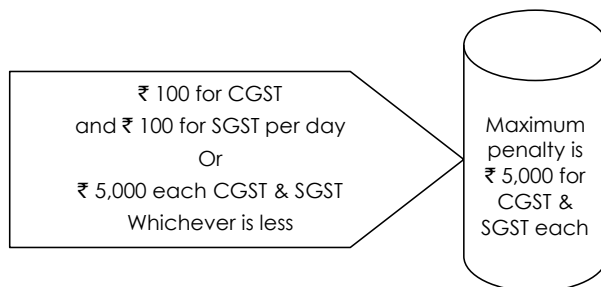 ₹ 100 for CGST
and ₹ 100 for SGST per day
Or
₹ 5,000 each CGST & SGST
Whichever is less
Maximum
penalty is
₹ 5,000 for
CGST &
SGST each